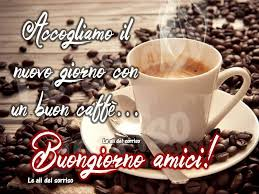 Accogliamo il
nuovo giorno con
un buon caffè...
Le ali del sorriso
Buongiorno amici!
Le ali del sorriso